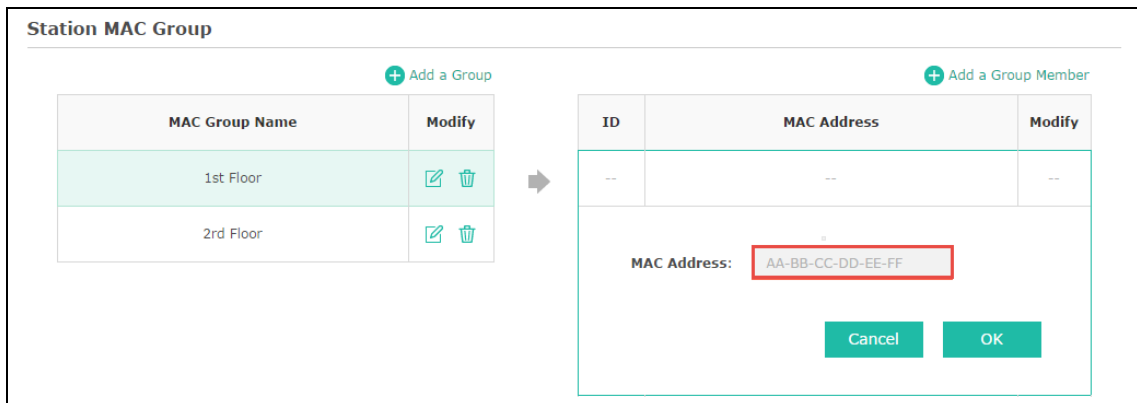 Station MAC Group
Add a Group
MAC Group Name Modify
1st Floor
2rd Floor
Add a Group Member
ID MAC Address Modify
-- -- --
MAC Address: AA-BB-CC-DD-EE-FF
Cancel OK